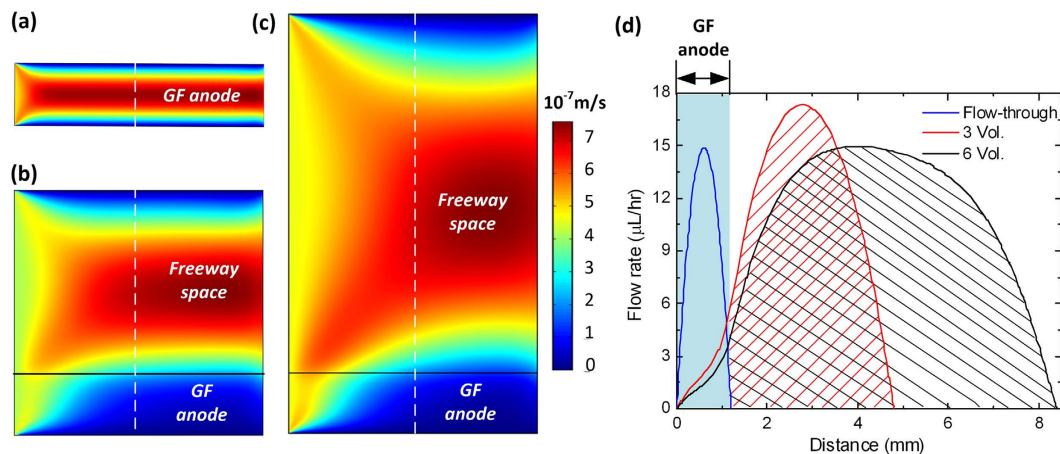 (a)
GF anode
(b)
Freeway
space
GF
anode
(c)
Freeway
space
GF
anode
10⁻⁷m/s
7
6
5
4
3
2
1
0
(d)
GF
anode
Flow-through
3 Vol.
6 Vol.
18
15
12
9
6
3
0
Flow rate (μL/hr)
0 2 4 6 8
Distance (mm)